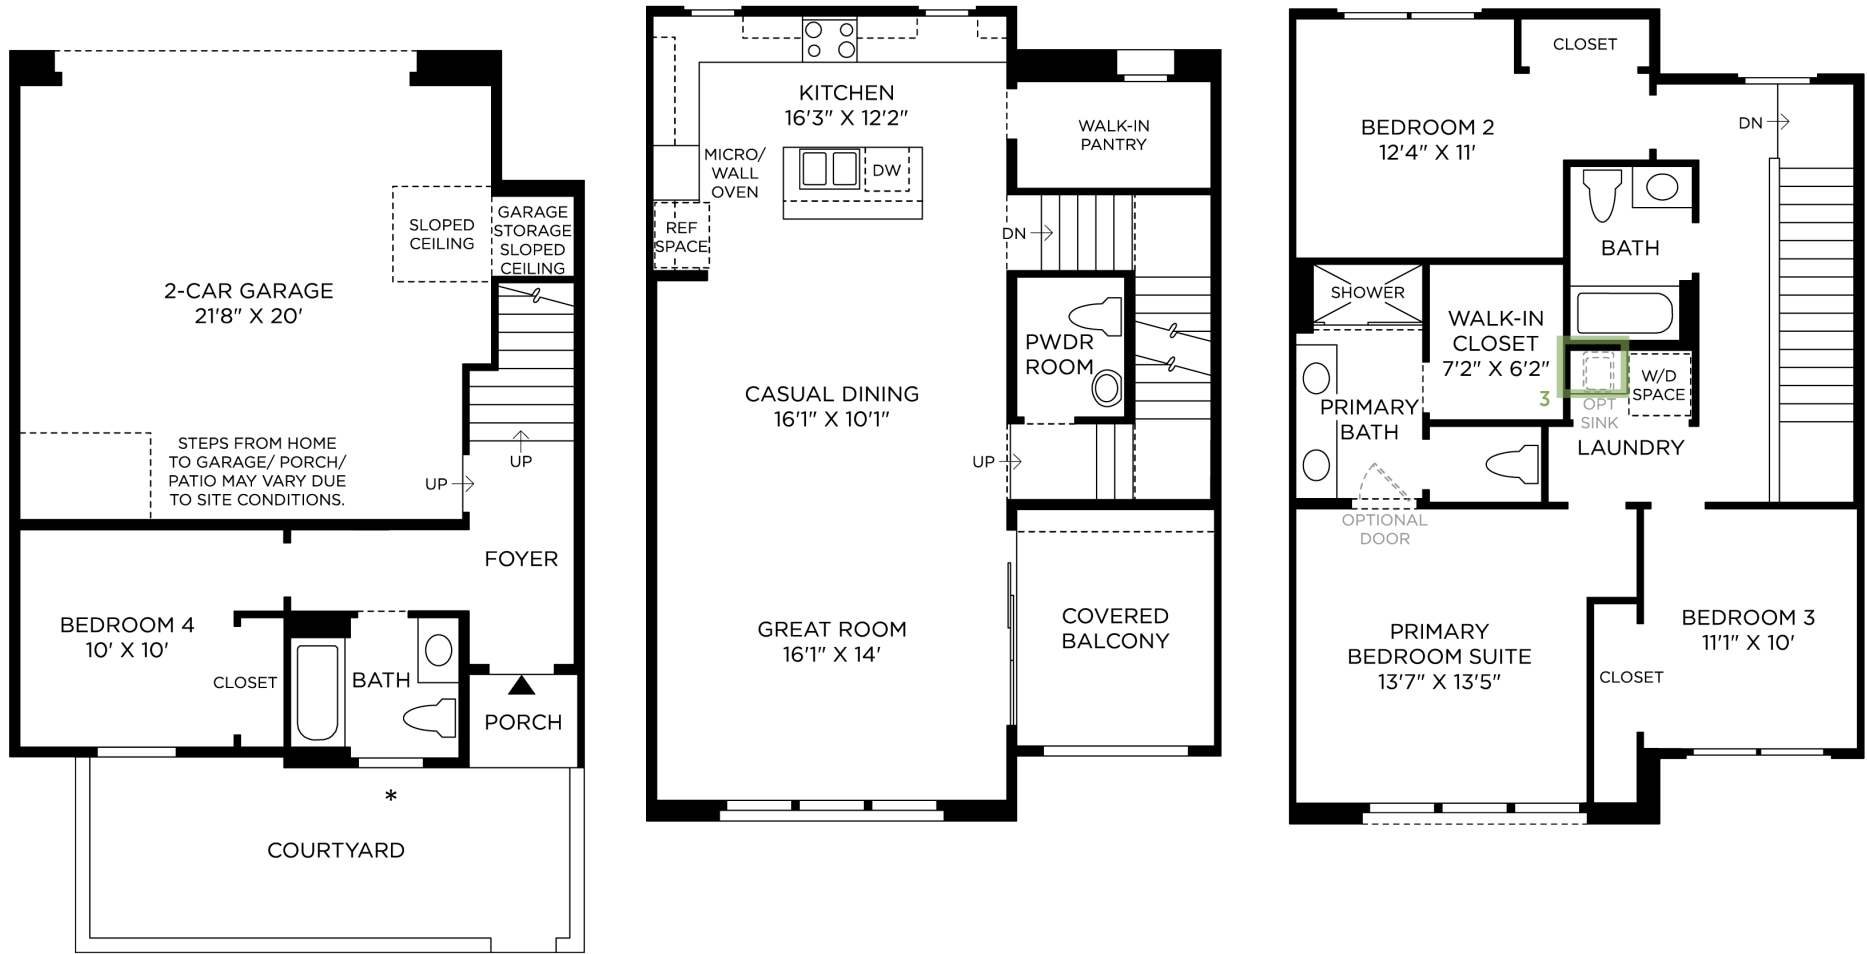 SLOPED
CEILING
GARAGE
STORAGE
SLOPED
CEILING
2-CAR GARAGE
21'8" X 20'
STEPS FROM HOME
TO GARAGE/ PORCH/
PATIO MAY VARY DUE
TO SITE CONDITIONS.
UP
UP
FOYER
BEDROOM 4
10' X 10'
CLOSET
BATH
PORCH
*
COURTYARD
KITCHEN
16'3" X 12'2"
MICRO/
WALL
OVEN
DW
REF
SPACE
WALK-IN
PANTRY
DN
PWDR
ROOM
CASUAL DINING
16'1" X 10'1"
UP
GREAT ROOM
16'1" X 14'
COVERED
BALCONY
CLOSET
BEDROOM 2
12'4" X 11'
DN
BATH
SHOWER
WALK-IN
CLOSET
7'2" X 6'2"
3
OPT
SINK
W/D
SPACE
PRIMARY
BATH
LAUNDRY
OPTIONAL
DOOR
PRIMARY
BEDROOM SUITE
13'7" X 13'5"
CLOSET
BEDROOM 3
11'1" X 10'